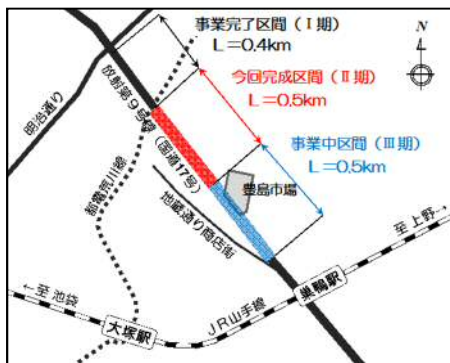 事業完了区間（Ⅰ期）
L＝0.4km
N
今回完成区間（Ⅱ期）
L＝0.5km
事業中区間（Ⅲ期）
L＝0.5km
放射第9号線
（国道17号）
明治通り
都電荒川線
豊島市場
地蔵通り商店街
至上野→
←至池袋
巣鴨駅
JR山手線
大塚駅